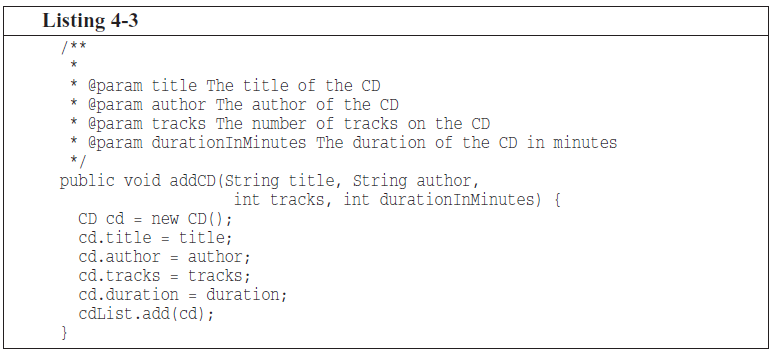 Listing 4-3
/**
*
* @param title The title of the CD
* @param author The author of the CD
* @param tracks The number of tracks on the CD
* @param durationInMinutes The duration of the CD in minutes
*/
public void addCD(String title, String author,
int tracks, int durationInMinutes) {
CD cd = new CD();
cd.title = title;
cd.author = author;
cd.tracks = tracks;
cd.duration = duration;
cdList.add(cd);
}